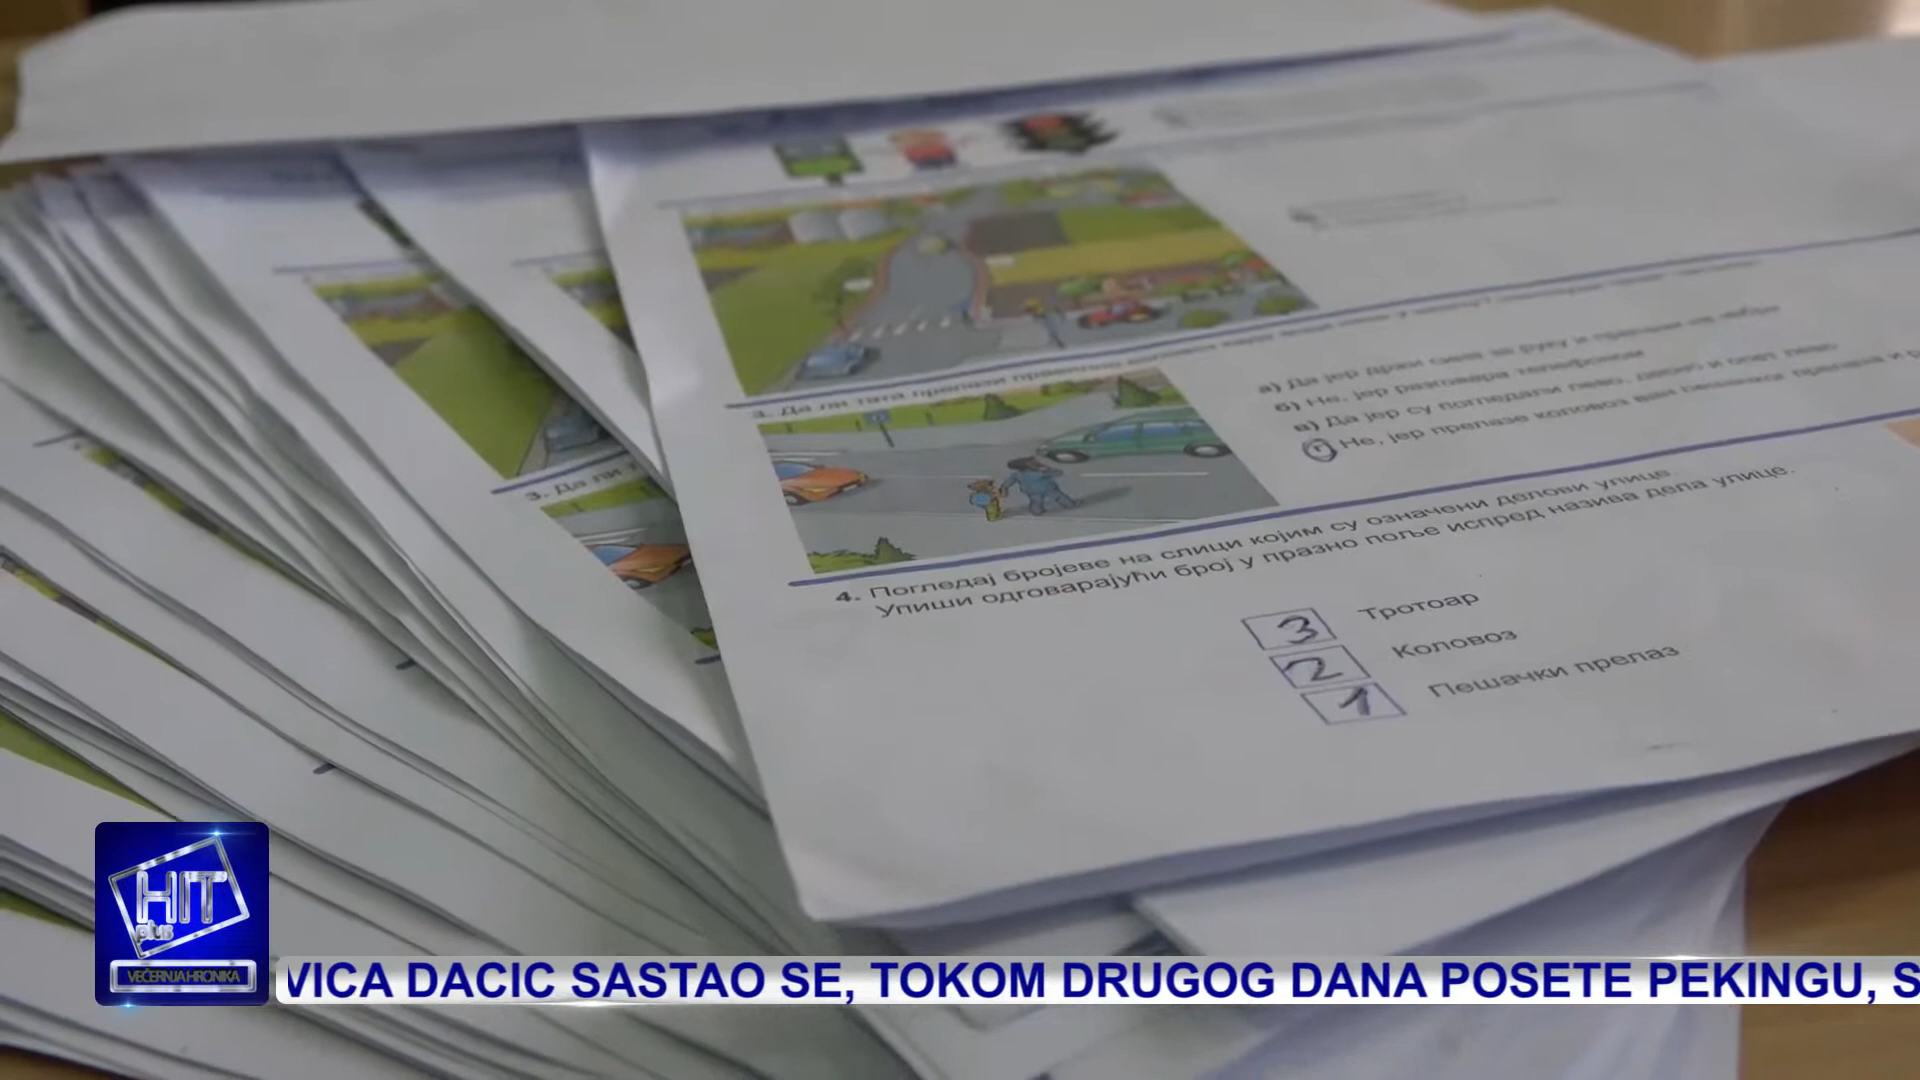 3. Да ли тата прелази правилно
а) Да јер држи сина за руку и
б) Не, јер разговара телефоном
в) Да јер су погледали лево, десно и опет лево
г) Не, јер прелазе коловоз ван пешачког прелаза и
3. Да ли
4. Погледај бројеве на слици којим су означени делови улице.
Упиши одговарајући број у празно поље испред назива дела улице.
3 Тротоар
2 Коловоз
1 Пешачки прелаз
HIT
plus
VEČERNJA HRONIKA
VICA DACIC SASTAO SE, TOKOM DRUGOG DANA POSETE PEKINGU, S